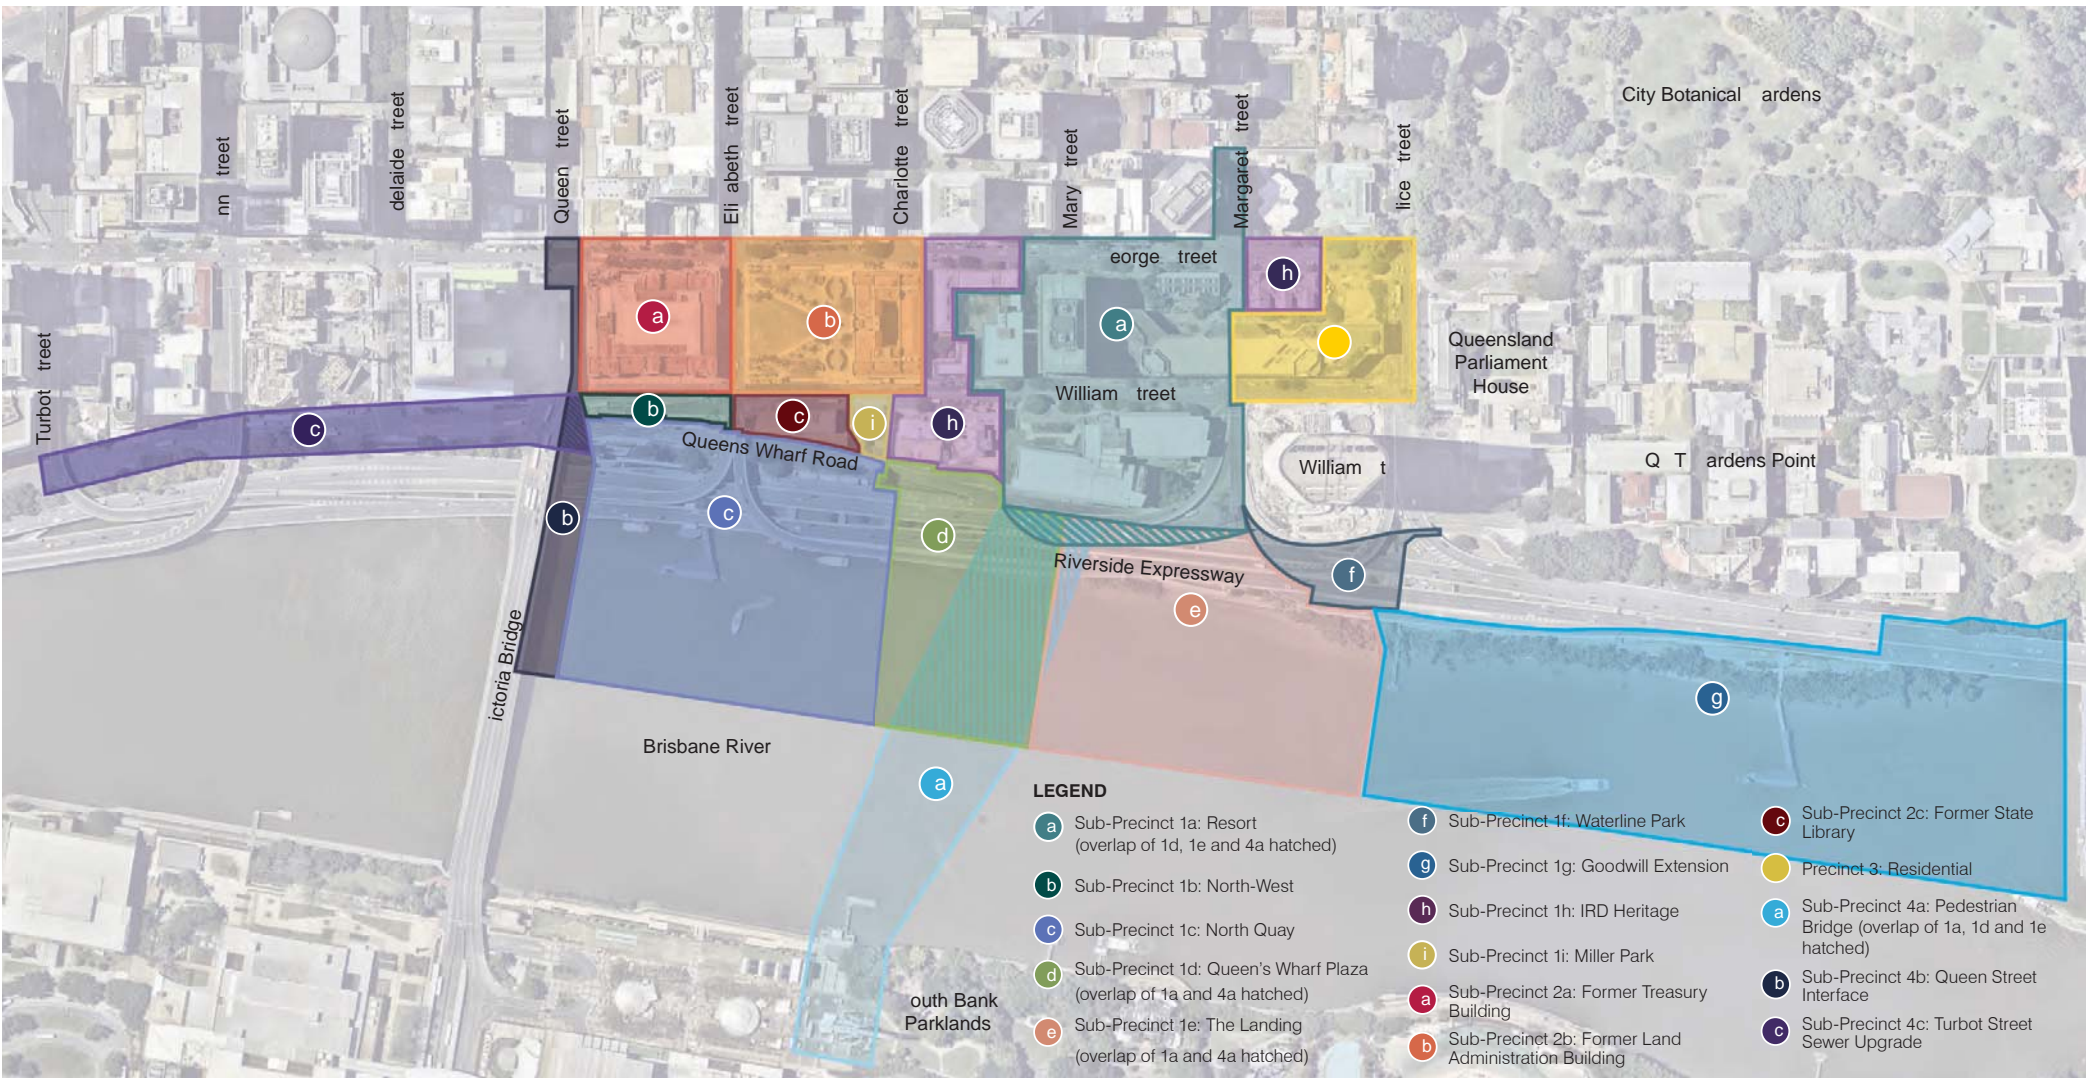 City Botanical ardens
nn treet
delaide treet
Queen treet
Eli abeth treet
Charlotte treet
Mary treet
Margaret treet
lice treet
Turbot treet
eorge treet
a
b
h
a
Queensland
Parliament
House
William treet
b
c
i
h
c
Queens Wharf Road
William t
Q T ardens Point
b
c
d
Riverside Expressway
f
e
g
ictoria Bridge
Brisbane River
a
outh Bank
Parklands
LEGEND
a Sub-Precinct 1a: Resort
(overlap of 1d, 1e and 4a hatched)
b Sub-Precinct 1b: North-West
c Sub-Precinct 1c: North Quay
d Sub-Precinct 1d: Queen's Wharf Plaza
(overlap of 1a and 4a hatched)
e Sub-Precinct 1e: The Landing
(overlap of 1a and 4a hatched)
f Sub-Precinct 1f: Waterline Park
g Sub-Precinct 1g: Goodwill Extension
h Sub-Precinct 1h: IRD Heritage
i Sub-Precinct 1i: Miller Park
a Sub-Precinct 2a: Former Treasury
Building
b Sub-Precinct 2b: Former Land
Administration Building
c Sub-Precinct 2c: Former State
Library
Precinct 3: Residential
a Sub-Precinct 4a: Pedestrian
Bridge (overlap of 1a, 1d and 1e
hatched)
b Sub-Precinct 4b: Queen Street
Interface
c Sub-Precinct 4c: Turbot Street
Sewer Upgrade